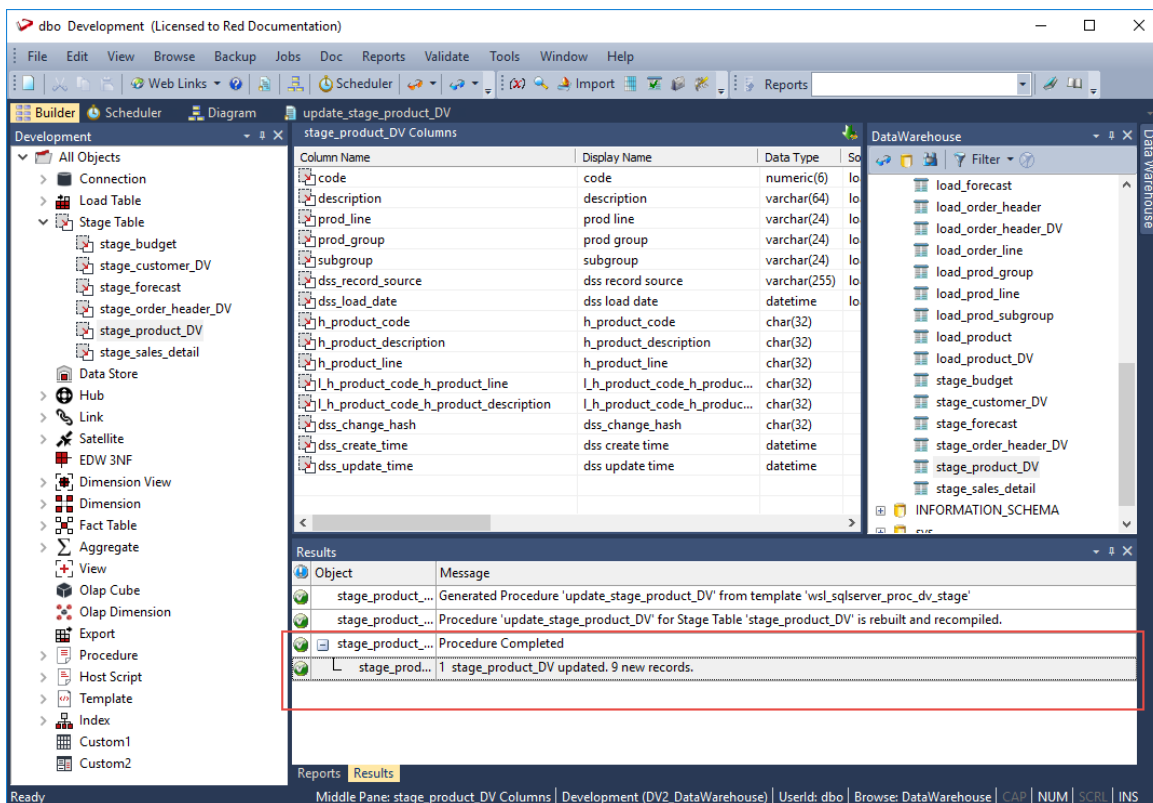 dbo Development (Licensed to Red Documentation)
File Edit View Browse Backup Jobs Doc Reports Validate Tools Window Help
Web Links Scheduler Import Reports
Builder Scheduler Diagram update_stage_product_DV
Development
All Objects
Connection
Load Table
Stage Table
stage_budget
stage_customer_DV
stage_forecast
stage_order_header_DV
stage_product_DV
stage_sales_detail
Data Store
Hub
Link
Satellite
EDW 3NF
Dimension View
Dimension
Fact Table
Aggregate
View
Olap Cube
Olap Dimension
Export
Procedure
Host Script
Template
Index
Custom1
Custom2
stage_product_DV Columns
Column Name Display Name Data Type So
code code numeric(6) lo
description description varchar(64) lo
prod_line prod line varchar(24) lo
prod_group prod group varchar(24) lo
subgroup subgroup varchar(24) lo
dss_record_source dss record source varchar(255) lo
dss_load_date dss load date datetime lo
h_product_code h_product_code char(32)
h_product_description h_product_description char(32)
h_product_line h_product_line char(32)
l_h_product_code_h_product_line l_h_product_code_h_produc... char(32)
l_h_product_code_h_product_description l_h_product_code_h_produc... char(32)
dss_change_hash dss_change_hash char(32)
dss_create_time dss create time datetime
dss_update_time dss update time datetime
DataWarehouse
Filter
load_forecast
load_order_header
load_order_header_DV
load_order_line
load_prod_group
load_prod_line
load_prod_subgroup
load_product
load_product_DV
stage_budget
stage_customer_DV
stage_forecast
stage_order_header_DV
stage_product_DV
stage_sales_detail
INFORMATION_SCHEMA
sys
Data Warehouse
Results
Object Message
stage_product_... Generated Procedure 'update_stage_product_DV' from template 'wsl_sqlserver_proc_dv_stage'
stage_product_... Procedure 'update_stage_product_DV' for Stage Table 'stage_product_DV' is rebuilt and recompiled.
stage_product_... Procedure Completed
stage_prod... 1 stage_product_DV updated. 9 new records.
Reports Results
Ready Middle Pane: stage_product_DV Columns Development (DV2_DataWarehouse) UserId: dbo Browse: DataWarehouse CAP NUM SCRL INS